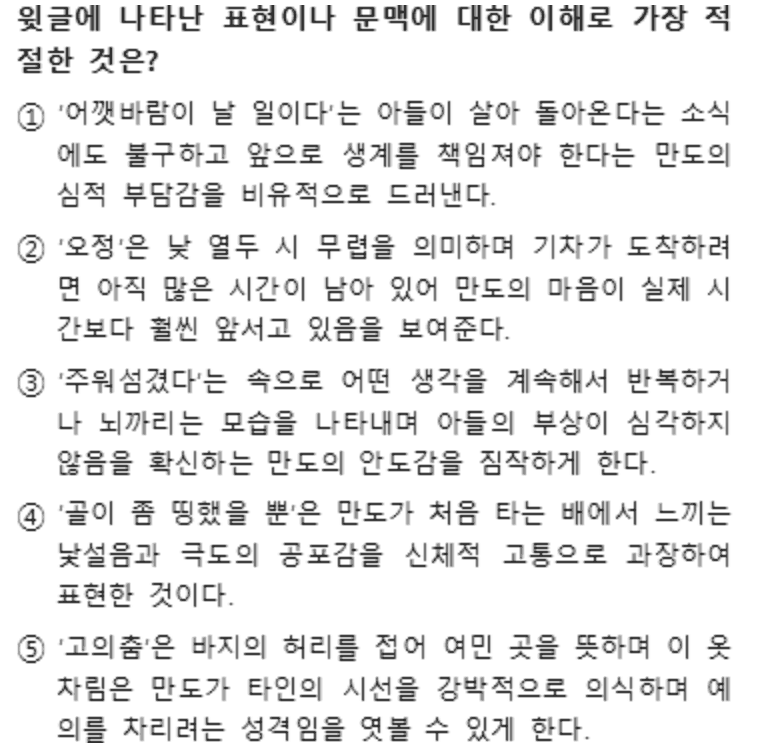 윗글에 나타난 표현이나 문맥에 대한 이해로 가장 적
절한 것은?
① '어깻바람이 날 일이다'는 아들이 살아 돌아온다는 소식
에도 불구하고 앞으로 생계를 책임져야 한다는 만도의
심적 부담감을 비유적으로 드러낸다.
② '오정'은 낮 열두 시 무렵을 의미하며 기차가 도착하려
면 아직 많은 시간이 남아 있어 만도의 마음이 실제 시
간보다 훨씬 앞서고 있음을 보여준다.
③ '주워섬겼다'는 속으로 어떤 생각을 계속해서 반복하거
나 뇌까리는 모습을 나타내며 아들의 부상이 심각하지
않음을 확신하는 만도의 안도감을 짐작하게 한다.
④ '골이 좀 띵했을 뿐'은 만도가 처음 타는 배에서 느끼는
낯설음과 극도의 공포감을 신체적 고통으로 과장하여
표현한 것이다.
⑤ '고의춤'은 바지의 허리를 접어 여민 곳을 뜻하며 이 옷
차림은 만도가 타인의 시선을 강박적으로 의식하며 예
의를 차리려는 성격임을 엿볼 수 있게 한다.